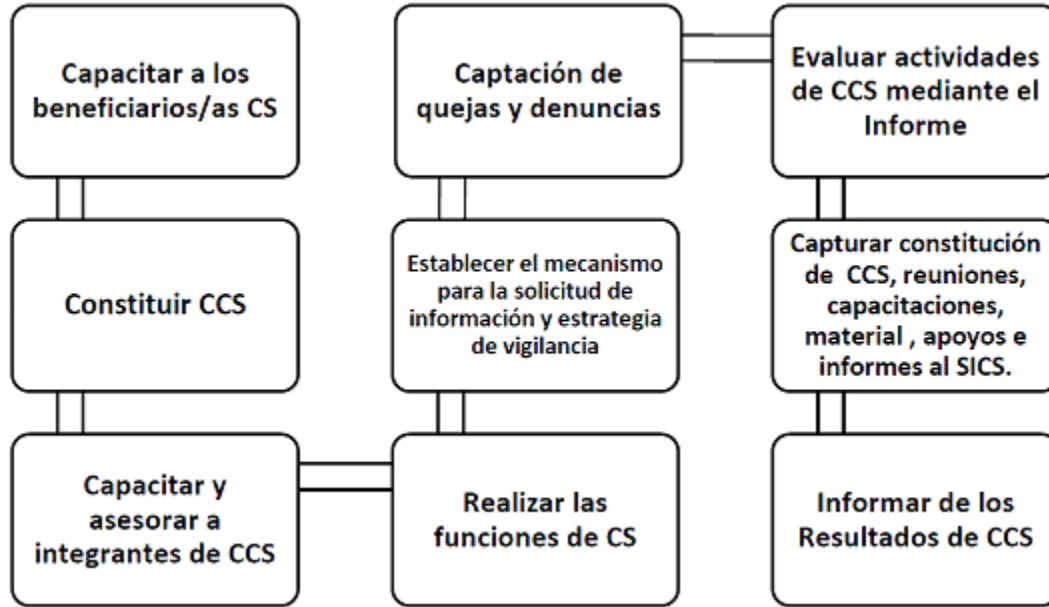 Capacitar a los
beneficiarios/as CS
Constituir CCS
Capacitar y
asesorar a
integrantes de CCS
Realizar las
funciones de CS
Establecer el mecanismo
para la solicitud de
información y estrategia
de vigilancia
Captación de
quejas y denuncias
Evaluar actividades
de CCS mediante el
Informe
Capturar constitución
de CCS, reuniones,
capacitaciones,
material , apoyos e
informes al SICS.
Informar de los
Resultados de CCS